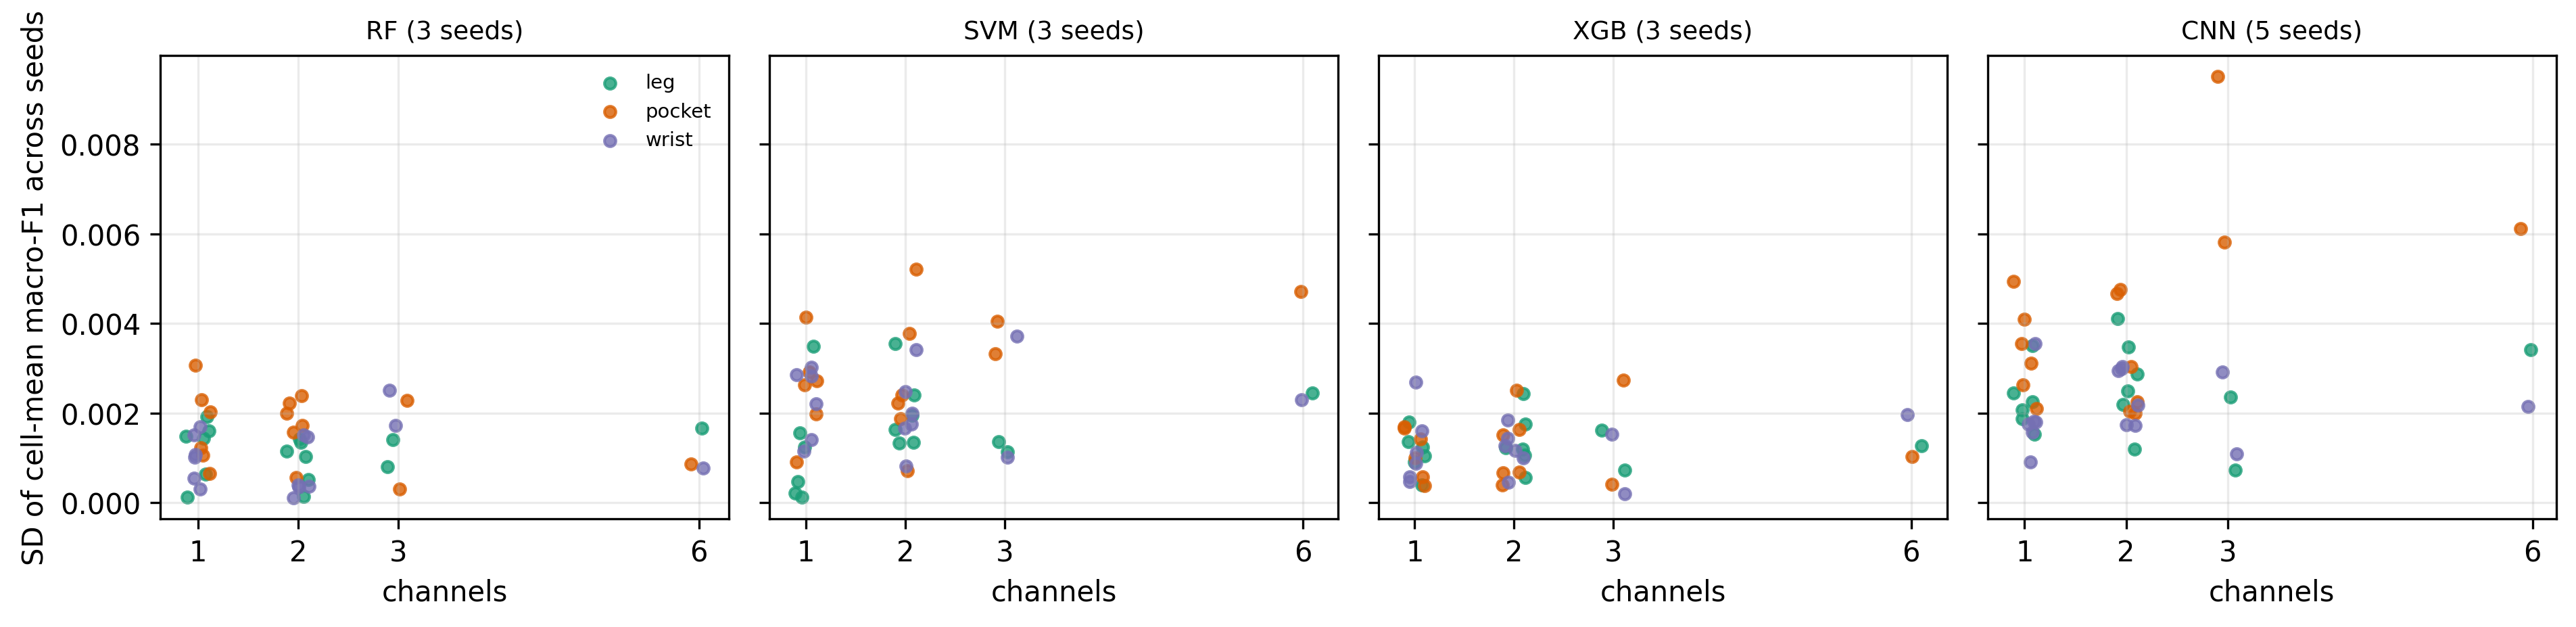 RF (3 seeds)
SVM (3 seeds)
XGB (3 seeds)
CNN (5 seeds)
SD of cell-mean macro-F1 across seeds
0.008
0.006
0.004
0.002
0.000
leg
pocket
wrist
1 2 3 6
1 2 3 6
1 2 3 6
1 2 3 6
channels
channels
channels
channels